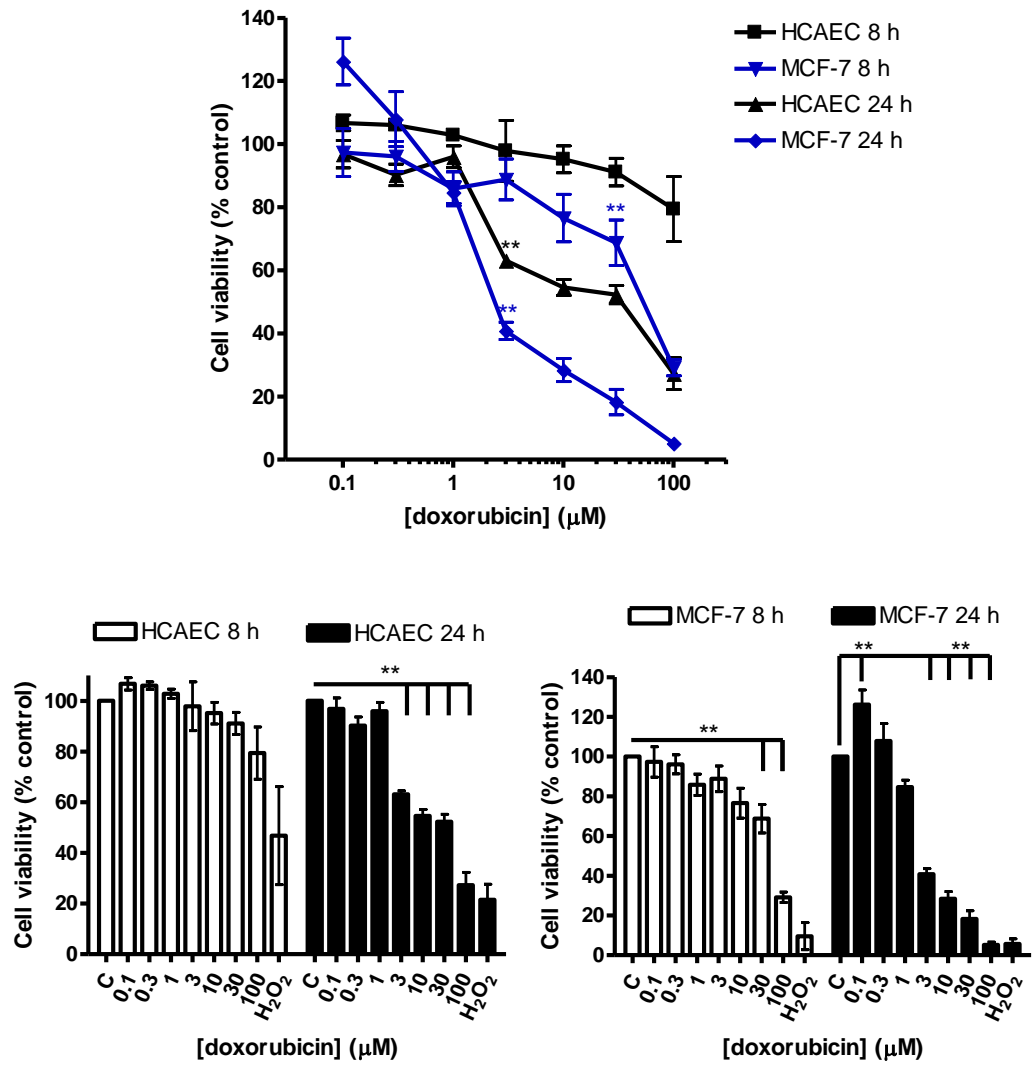 140
120
100
80
60
40
20
0
Cell viability (% control)
HCAEC 8 h
MCF-7 8 h
HCAEC 24 h
MCF-7 24 h
**
**
**
0.1 1 10 100
[doxorubicin] (μM)
HCAEC 8 h HCAEC 24 h
**
100
80
60
40
20
0
Cell viability (% control)
C 0.1 0.3 1 3 10 30 100 H₂O₂ C 0.1 0.3 1 3 10 30 100 H₂O₂
[doxorubicin] (μM)
MCF-7 8 h MCF-7 24 h
** **
**
140
120
100
80
60
40
20
0
Cell viability (% control)
C 0.1 0.3 1 3 10 30 100 H₂O₂ C 0.1 0.3 1 3 10 30 100 H₂O₂
[doxorubicin] (μM)